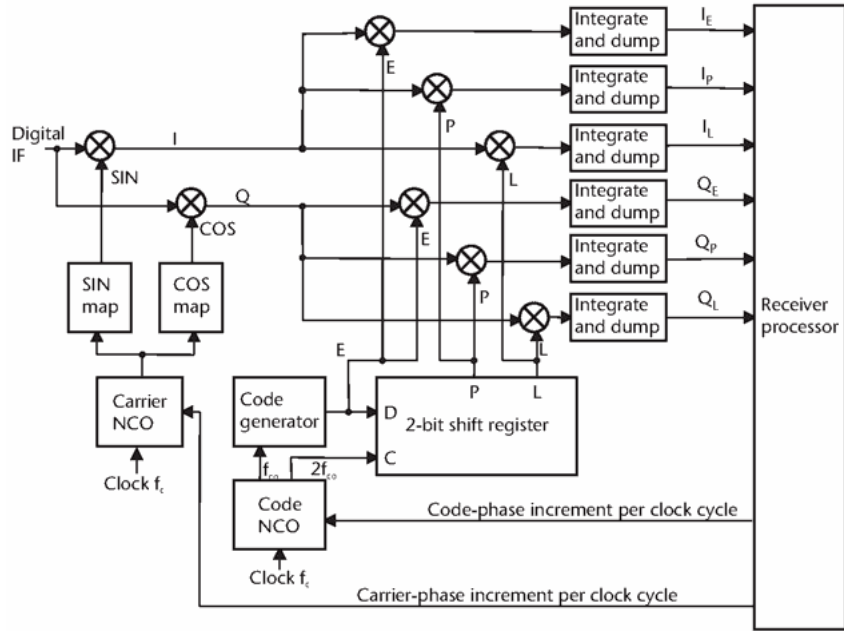 Integrate
and dump
I_E
E
Integrate
and dump
I_P
P
Digital
IF
I
Integrate
and dump
I_L
SIN
L
Q
Integrate
and dump
Q_E
COS
E
Integrate
and dump
Q_P
SIN
map
COS
map
P
Integrate
and dump
Q_L
Receiver
processor
L
E
P
L
Carrier
NCO
Code
generator
D
2-bit shift register
C
f_co
2f_co
Clock f_c
Code
NCO
Code-phase increment per clock cycle
Clock f_c
Carrier-phase increment per clock cycle